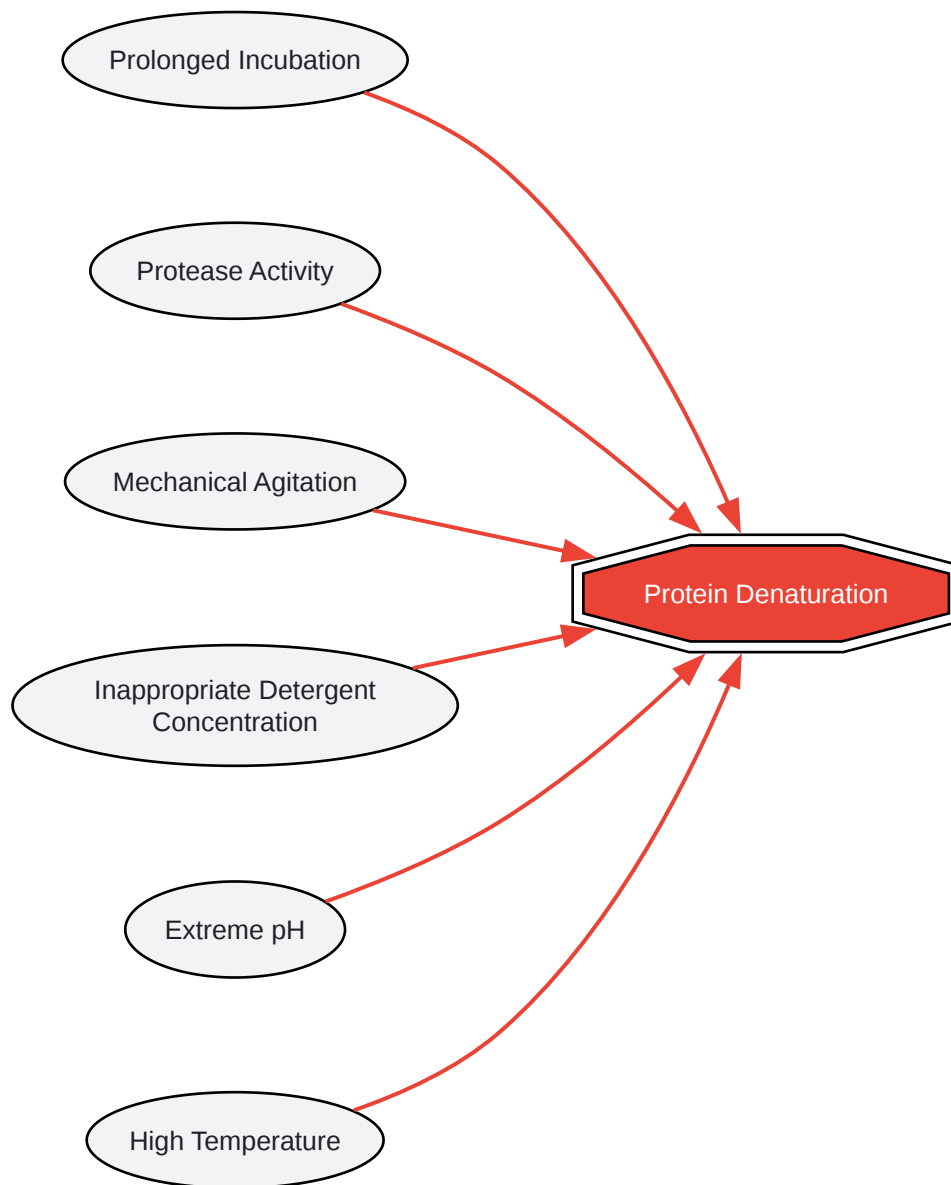 Prolonged Incubation
Protease Activity
Mechanical Agitation
Protein Denaturation
Inappropriate Detergent
Concentration
Extreme pH
High Temperature